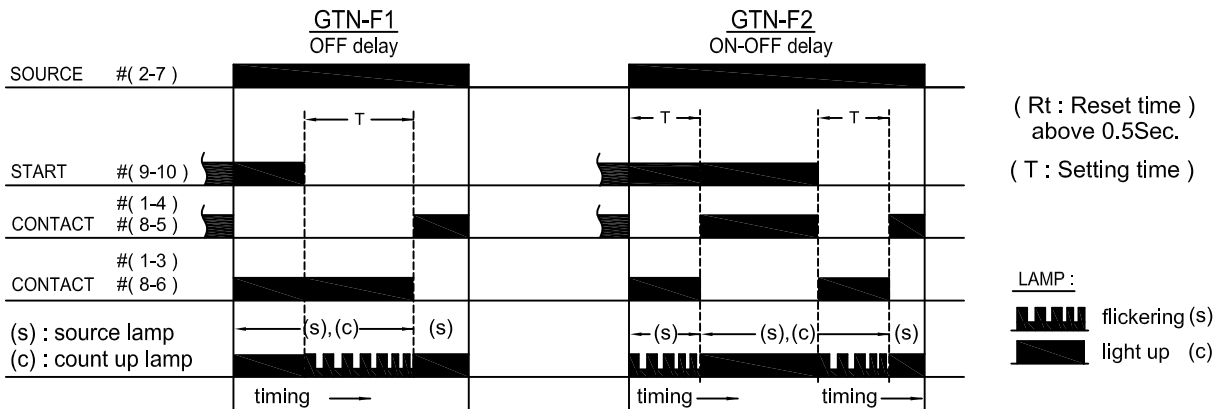 GTN-F1
OFF delay
GTN-F2
ON-OFF delay
SOURCE #( 2-7 )
( Rt : Reset time )
above 0.5Sec.
T
T
T
START #( 9-10 )
( T : Setting time )
#( 1-4 )
CONTACT #( 8-5 )
#( 1-3 )
CONTACT #( 8-6 )
LAMP :
(s) : source lamp
(s),(c)
(s)
(s)
(s),(c)
(s)
flickering (s)
(c) : count up lamp
light up (c)
timing
timing
timing